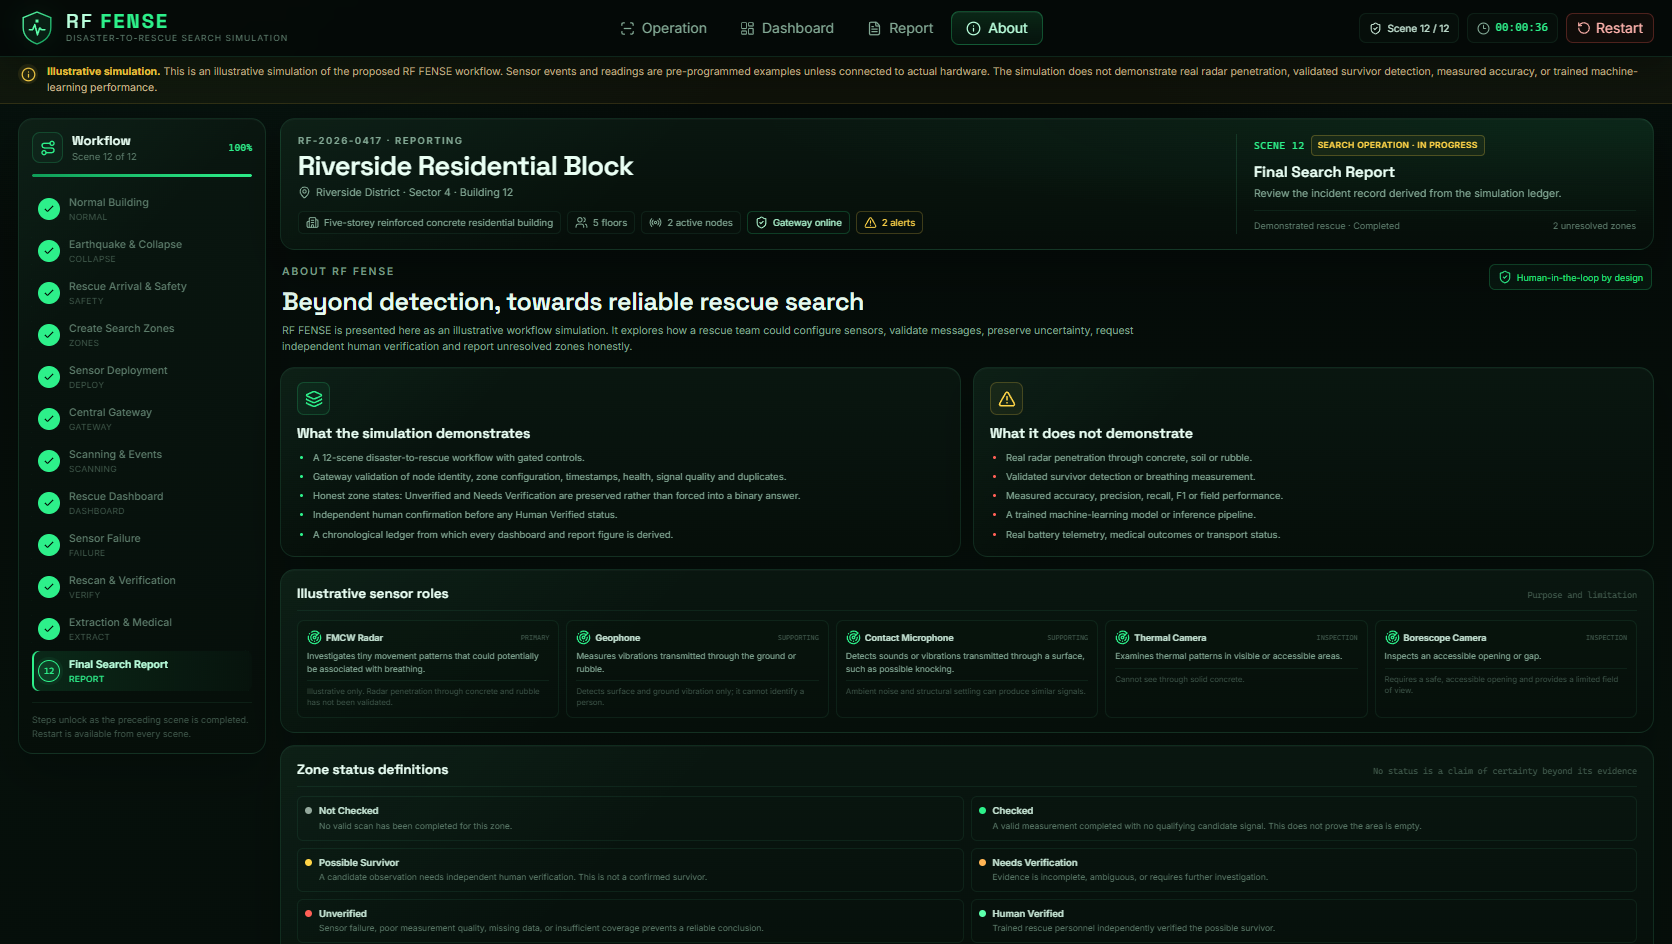 RF FENSE
DISASTER-TO-RESCUE SEARCH SIMULATION
Operation
Dashboard
Report
About
Scene 12 / 12
00:00:36
Restart
Illustrative simulation. This is an illustrative simulation of the proposed RF FENSE workflow. Sensor events and readings are pre-programmed examples unless connected to actual hardware. The simulation does not demonstrate real radar penetration, validated survivor detection, measured accuracy, or trained machine-
learning performance.
Workflow
Scene 12 of 12
100%
Normal Building
NORMAL
Earthquake & Collapse
COLLAPSE
Rescue Arrival & Safety
SAFETY
Create Search Zones
ZONES
Sensor Deployment
DEPLOY
Central Gateway
GATEWAY
Scanning & Events
SCANNING
Rescue Dashboard
DASHBOARD
Sensor Failure
FAILURE
Rescan & Verification
VERIFY
Extraction & Medical
EXTRACT
12
Final Search Report
REPORT
Steps unlock as the preceding scene is completed.
Restart is available from every scene.
RF-2026-0417 · REPORTING
Riverside Residential Block
Riverside District · Sector 4 · Building 12
Five-storey reinforced concrete residential building
5 floors
2 active nodes
Gateway online
2 alerts
SCENE 12
SEARCH OPERATION · IN PROGRESS
Final Search Report
Review the incident record derived from the simulation ledger.
Demonstrated rescue · Completed
2 unresolved zones
ABOUT RF FENSE
Beyond detection, towards reliable rescue search
RF FENSE is presented here as an illustrative workflow simulation. It explores how a rescue team could configure sensors, validate messages, preserve uncertainty, request
independent human verification and report unresolved zones honestly.
Human-in-the-loop by design
What the simulation demonstrates
• A 12-scene disaster-to-rescue workflow with gated controls.
• Gateway validation of node identity, zone configuration, timestamps, health, signal quality and duplicates.
• Honest zone states: Unverified and Needs Verification are preserved rather than forced into a binary answer.
• Independent human confirmation before any Human Verified status.
• A chronological ledger from which every dashboard and report figure is derived.
What it does not demonstrate
• Real radar penetration through concrete, soil or rubble.
• Validated survivor detection or breathing measurement.
• Measured accuracy, precision, recall, F1 or field performance.
• A trained machine-learning model or inference pipeline.
• Real battery telemetry, medical outcomes or transport status.
Illustrative sensor roles
Purpose and limitation
FMCW Radar
PRIMARY
Investigates tiny movement patterns that could potentially
be associated with breathing.
Illustrative only. Radar penetration through concrete and rubble
has not been validated.
Geophone
SUPPORTING
Measures vibrations transmitted through the ground or
rubble.
Detects surface and ground vibration only; it cannot identify a
person.
Contact Microphone
SUPPORTING
Detects sounds or vibrations transmitted through a surface,
such as possible knocking.
Ambient noise and structural settling can produce similar signals.
Thermal Camera
INSPECTION
Examines thermal patterns in visible or accessible areas.
Cannot see through solid concrete.
Borescope Camera
INSPECTION
Inspects an accessible opening or gap.
Requires a safe, accessible opening and provides a limited field
of view.
Zone status definitions
No status is a claim of certainty beyond its evidence
Not Checked
No valid scan has been completed for this zone.
Checked
A valid measurement completed with no qualifying candidate signal. This does not prove the area is empty.
Possible Survivor
A candidate observation needs independent human verification. This is not a confirmed survivor.
Needs Verification
Evidence is incomplete, ambiguous, or requires further investigation.
Unverified
Sensor failure, poor measurement quality, missing data, or insufficient coverage prevents a reliable conclusion.
Human Verified
Trained rescue personnel independently verified the possible survivor.